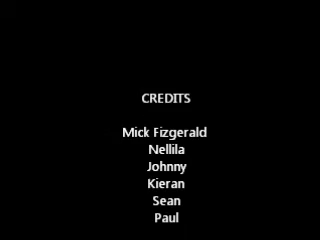 CREDITS
Mick Fizgerald
Nellila
Johnny
Kieran
Sean
Paul